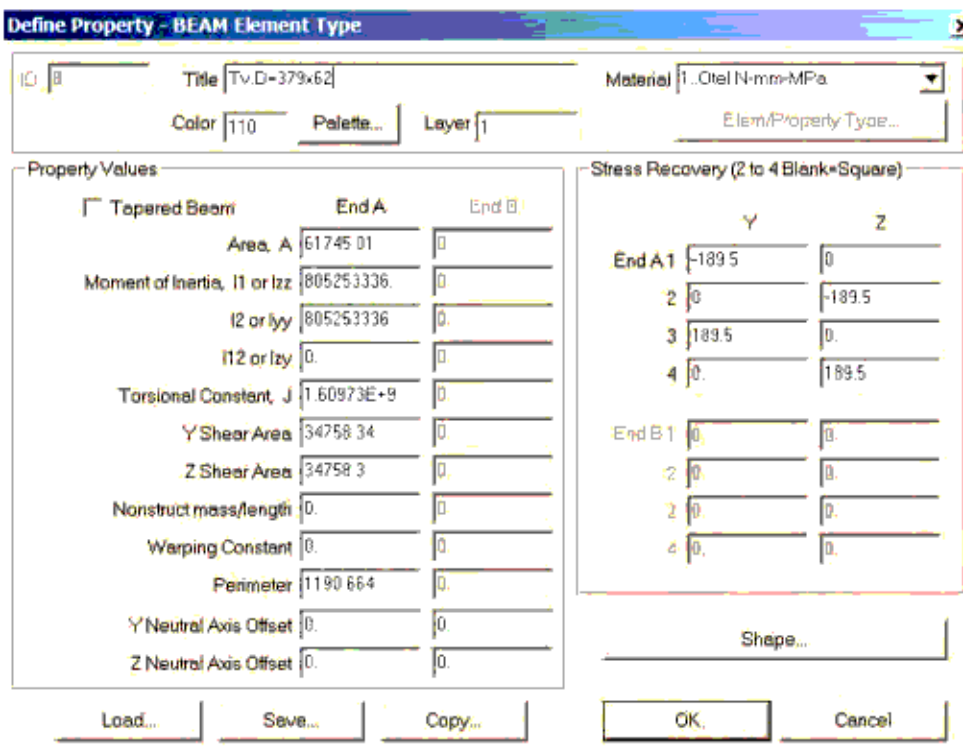 Define Property - BEAM Element Type
ID 8 Title Tv.D=379x62 Material 1..Otel N-mm-MPa
Color 110 Palette... Layer 1 Elem/Property Type...
Property Values
Tapered Beam End A End B
Area, A 61745.01 0
Moment of Inertia, I1 or Izz 805253336. 0.
I2 or Iyy 805253336 0.
I12 or Izy 0. 0
Torsional Constant, J 1.60973E+9 0.
Y Shear Area 34758.34 0.
Z Shear Area 34758.3 0.
Nonstruct mass/length 0. 0
Warping Constant 0. 0.
Perimeter 1190.664 0.
Y Neutral Axis Offset 0. 0.
Z Neutral Axis Offset 0. 0.
Stress Recovery (2 to 4 Blank=Square)
Y Z
End A 1 -189.5 0
2 0 -189.5
3 189.5 0.
4 0. 189.5
End B 1 0 0.
2 0. 0.
3 0. 0.
4 0. 0.
Shape...
Load... Save... Copy... OK Cancel